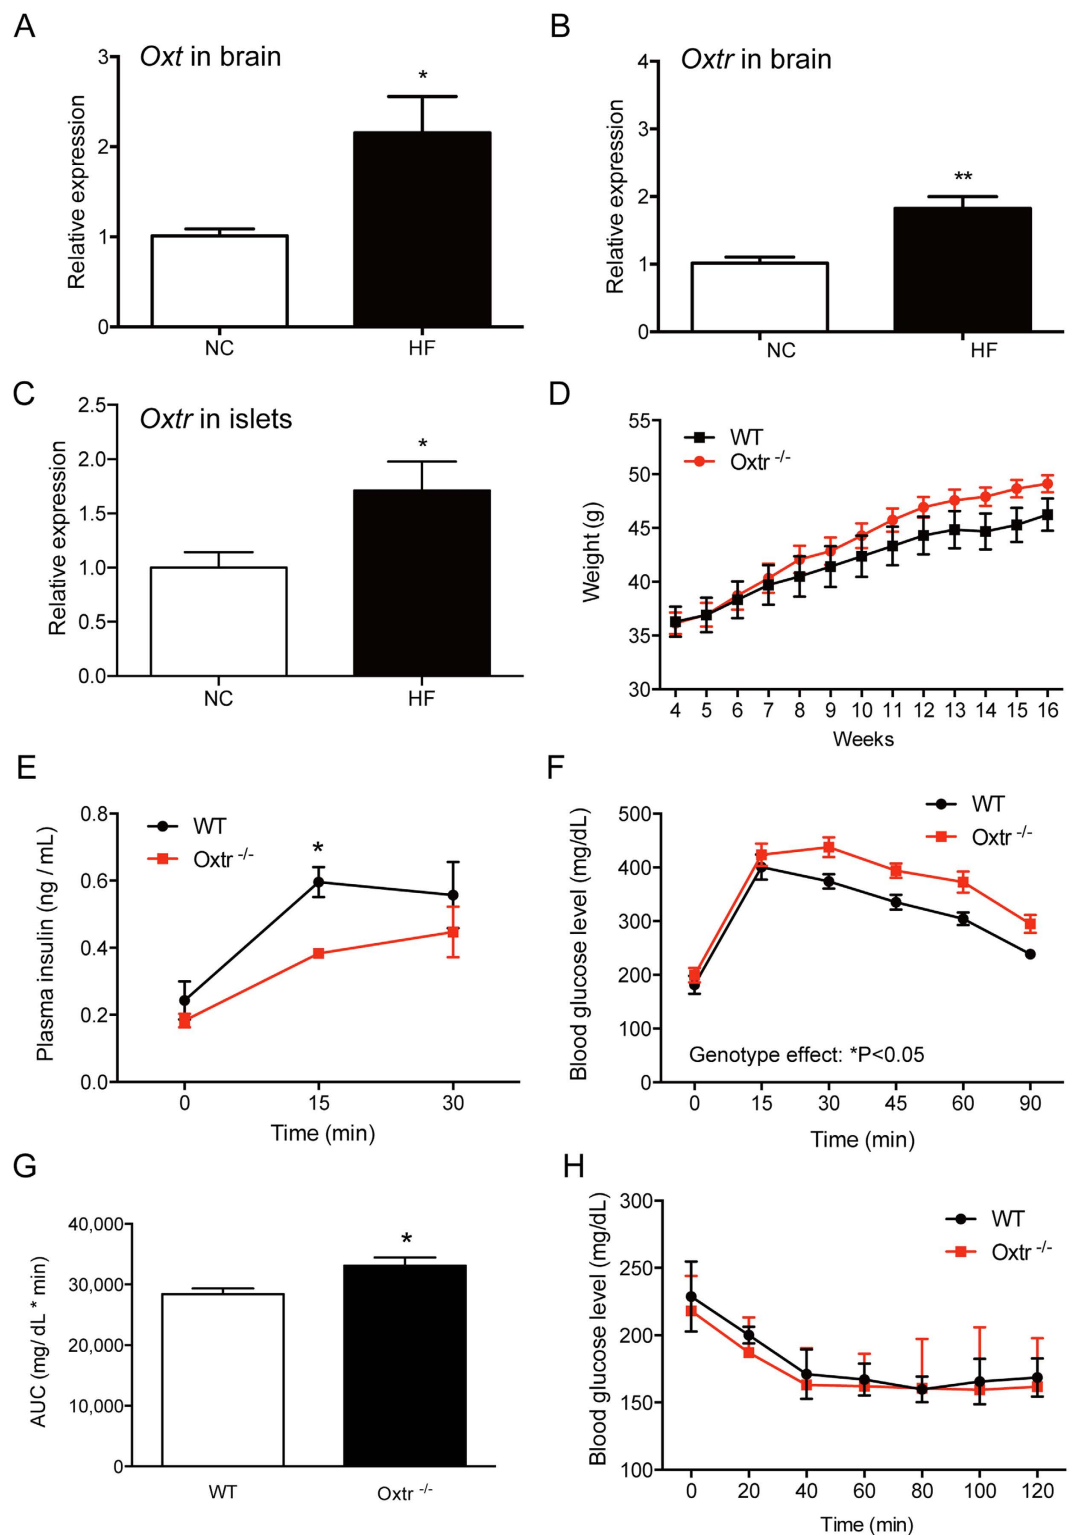 A
Oxt in brain
*
Relative expression
3
2
1
0
NC
HF
B
Oxtr in brain
**
Relative expression
4
3
2
1
0
NC
HF
C
Oxtr in islets
*
Relative expression
2.5
2.0
1.5
1.0
0.5
0.0
NC
HF
D
WT
Oxtr -/-
Weight (g)
55
50
45
40
35
30
4 5 6 7 8 9 10 11 12 13 14 15 16
Weeks
E
WT
Oxtr -/-
*
Plasma insulin (ng / mL)
0.8
0.6
0.4
0.2
0.0
0 15 30
Time (min)
F
WT
Oxtr -/-
Blood glucose level (mg/dL)
500
400
300
200
100
0
Genotype effect: *P<0.05
0 15 30 45 60 90
Time (min)
G
*
AUC (mg/ dL * min)
40,000
30,000
20,000
10,000
0
WT
Oxtr -/-
H
WT
Oxtr -/-
Blood glucose level (mg/dL)
300
250
200
150
100
0 20 40 60 80 100 120
Time (min)